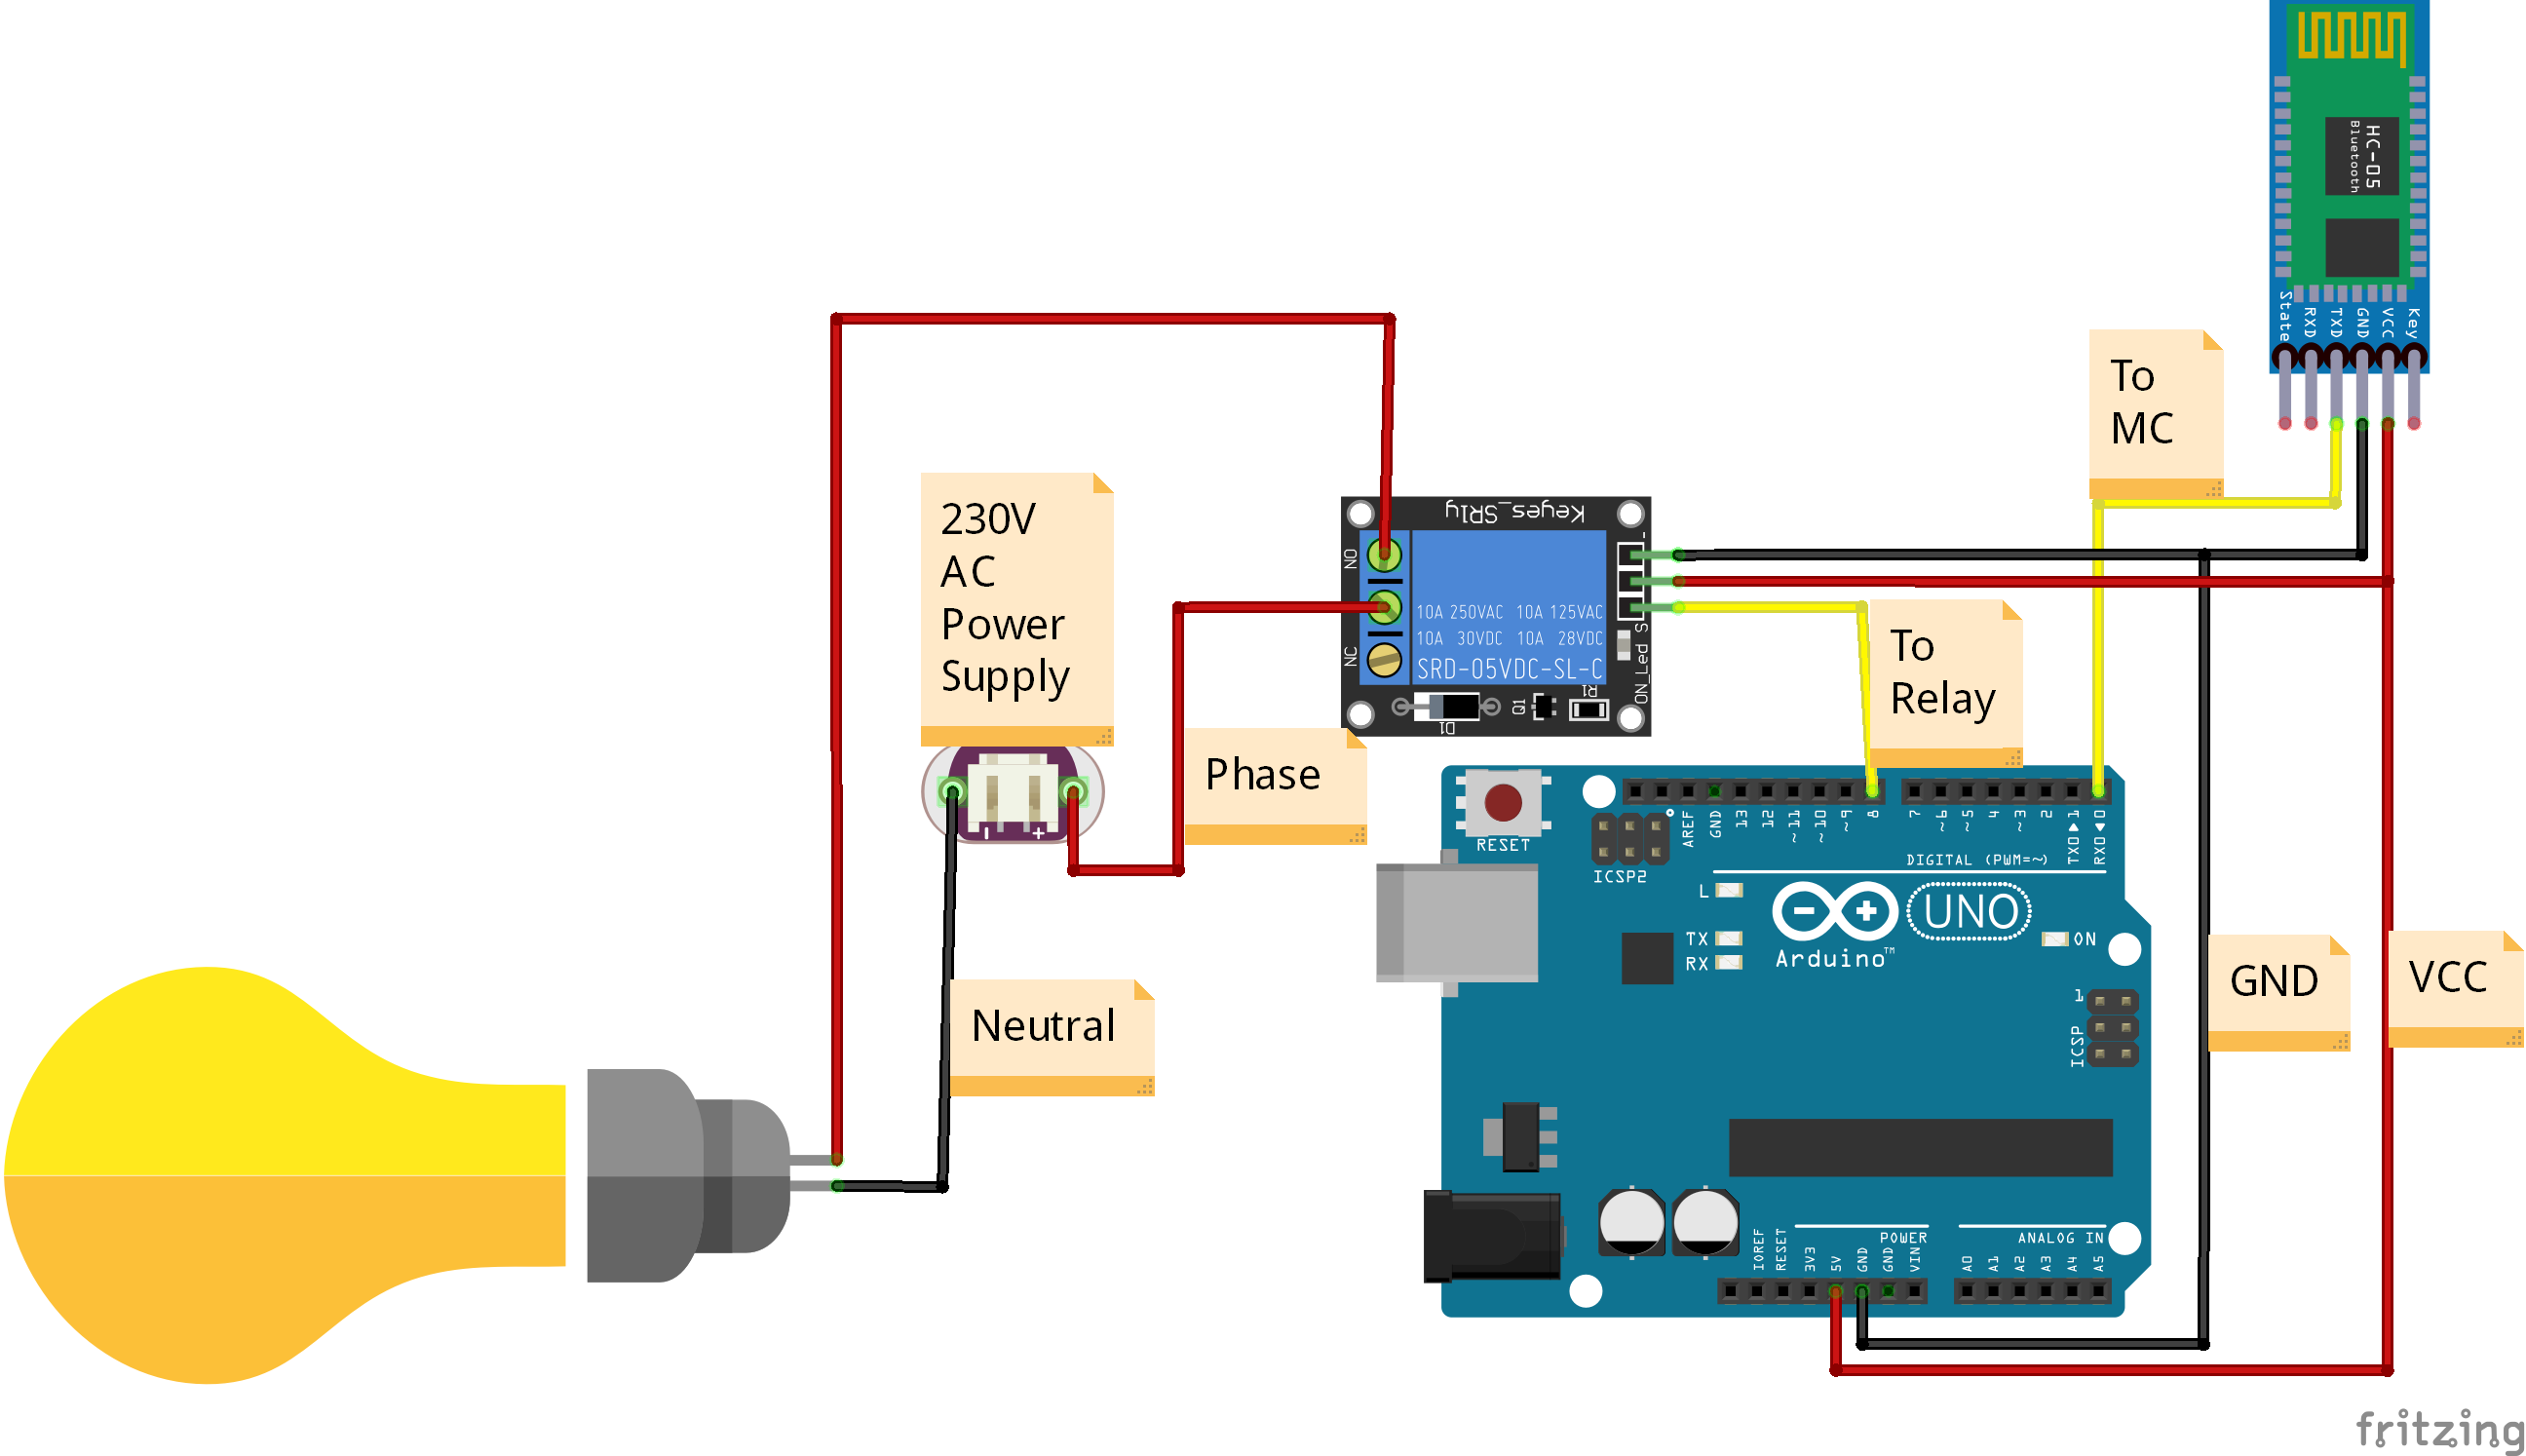 HC-05
Bluetooth
State
RXD
TXD
GND
VCC
Key
To
MC
230V
AC
Power
Supply
Keyes_SR1y
NO
NC
10A 250VAC 10A 125VAC
10A 30VDC 10A 28VDC
SRD-05VDC-SL-C
-
S
ON_Led
D1
Q1
R1
To
Relay
Phase
- +
Neutral
RESET
ICSP2
AREF
GND
13
12
~11
~10
~9
8
7
~6
~5
4
~3
2
TX0▶1
RX0◀0
DIGITAL (PWM=~)
L
TX
RX
UNO
Arduino™
ON
1
ICSP
GND
VCC
IOREF
RESET
3V3
5V
GND
GND
VIN
POWER
ANALOG IN
A0
A1
A2
A3
A4
A5
fritzing